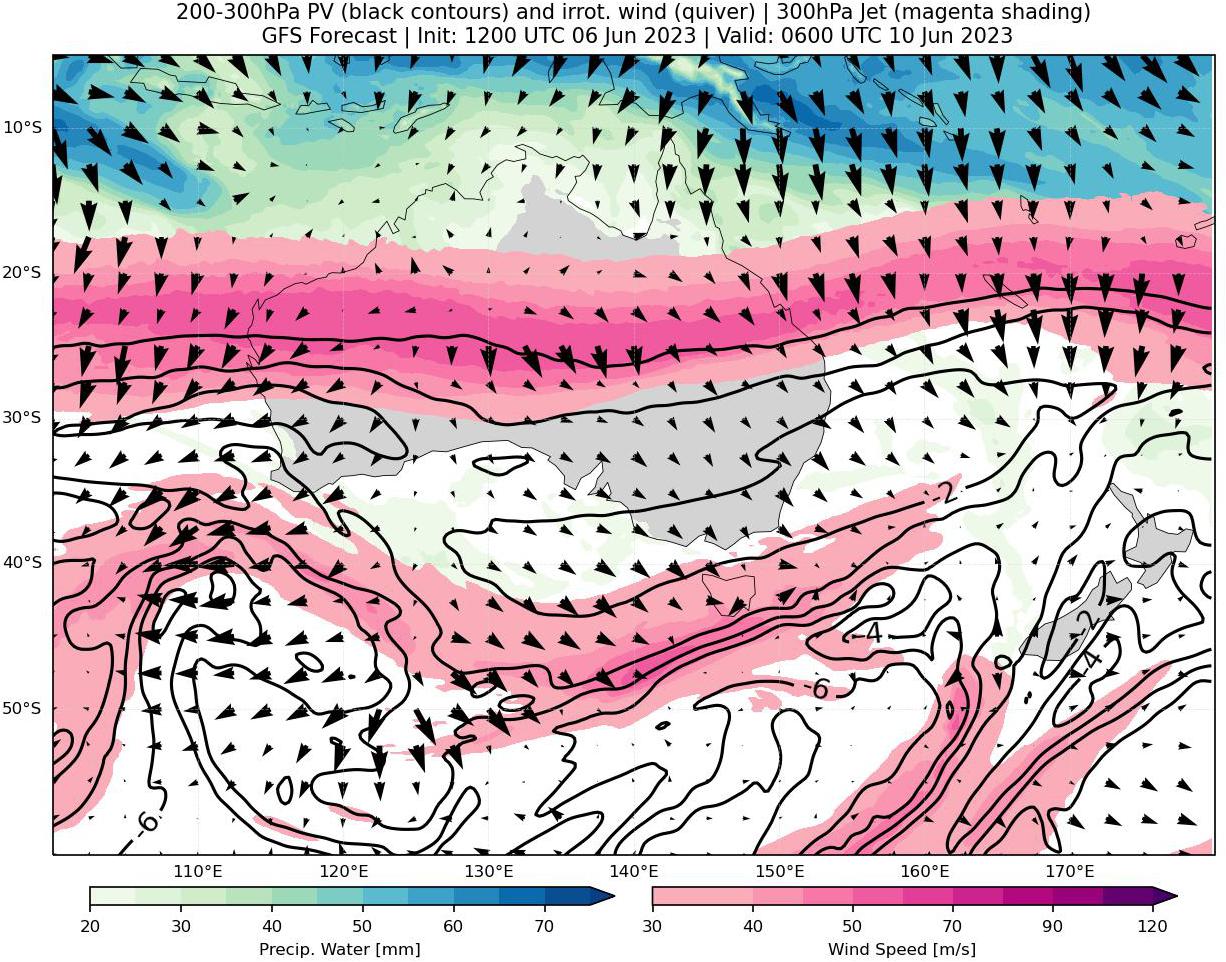 200-300hPa PV (black contours) and irrot. wind (quiver) | 300hPa Jet (magenta shading)
GFS Forecast | Init: 1200 UTC 06 Jun 2023 | Valid: 0600 UTC 10 Jun 2023
10°S
20°S
30°S
-2
40°S
-2
-4
-4
-6
50°S
-6
110°E 120°E 130°E 140°E 150°E 160°E 170°E
20 30 40 50 60 70
30 40 50 70 90 120
Precip. Water [mm]
Wind Speed [m/s]